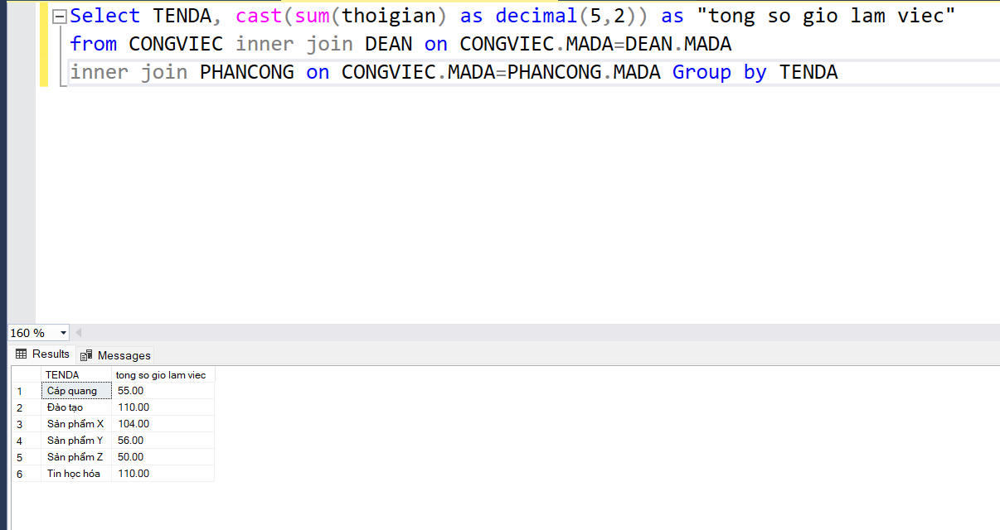 Select TENDA, cast(sum(thoigian) as decimal(5,2)) as "tong so gio lam viec"
from CONGVIEC inner join DEAN on CONGVIEC.MADA=DEAN.MADA
inner join PHANCONG on CONGVIEC.MADA=PHANCONG.MADA Group by TENDA
160 %
Results Messages
TENDA tong so gio lam viec
1 Cáp quang 55.00
2 Đào tạo 110.00
3 Sản phẩm X 104.00
4 Sản phẩm Y 56.00
5 Sản phẩm Z 50.00
6 Tin học hóa 110.00